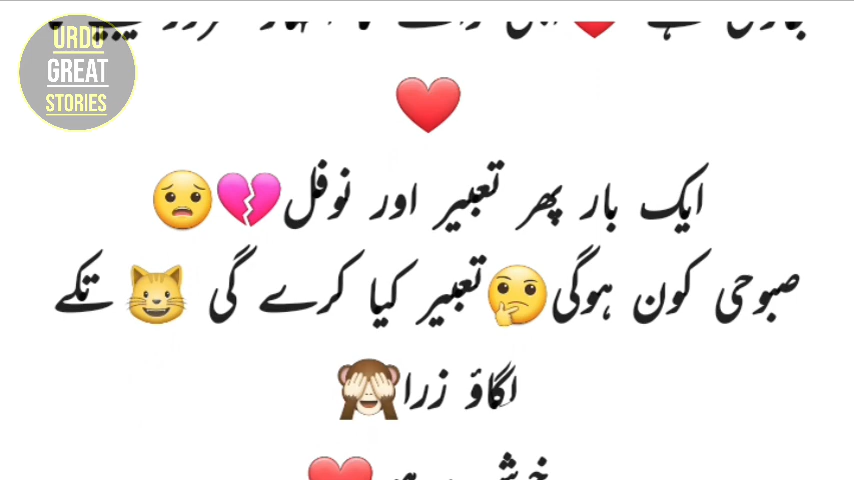 URDU
GREAT
STORIES
❤️
ایک بار پھر تعبیر اور نوفل💔😟
صبوحی کون ہوگی🤔تعبیر کیا کرے گی 😺 تکے
اگاؤ زرا🙈
❤️